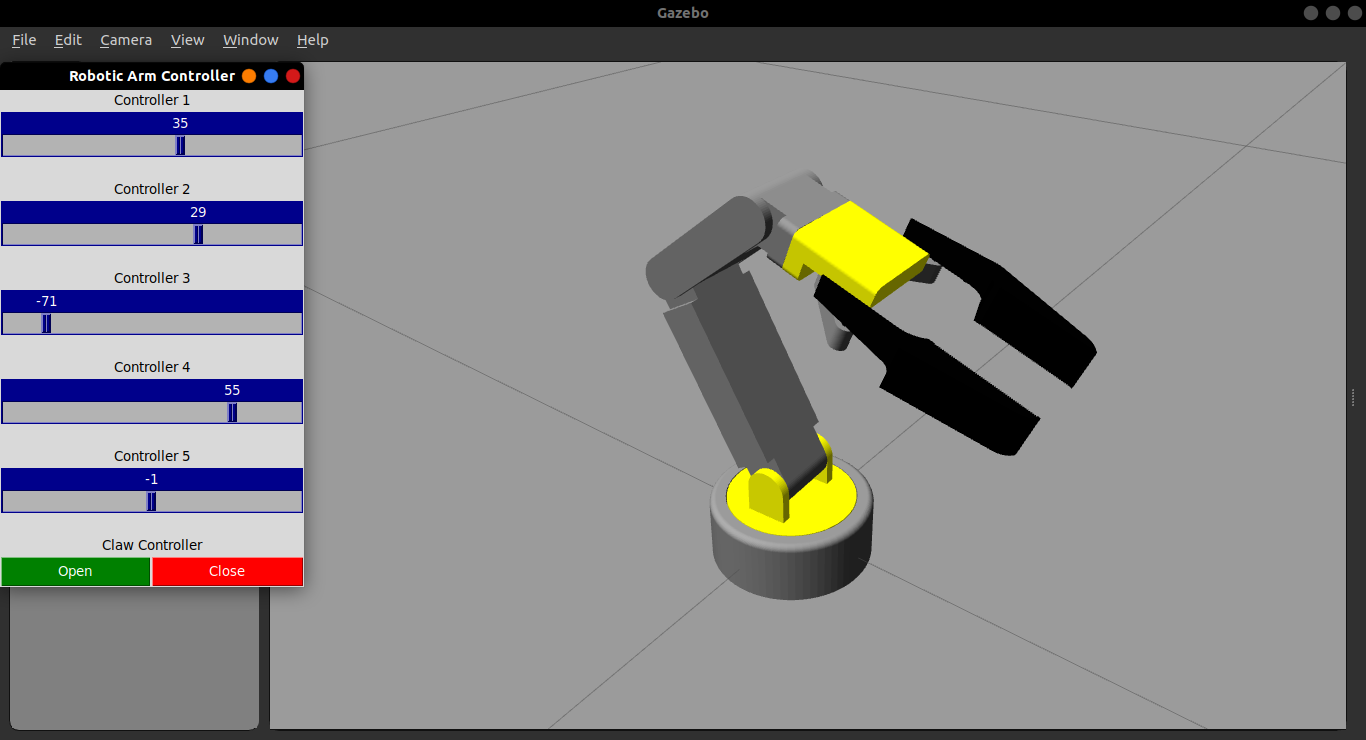 Gazebo
File Edit Camera View Window Help
Robotic Arm Controller
Controller 1
35
Controller 2
29
Controller 3
-71
Controller 4
55
Controller 5
-1
Claw Controller
Open Close